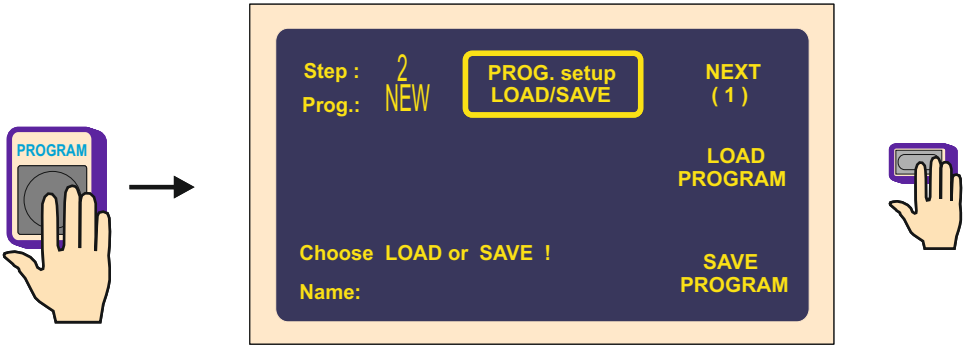 PROGRAM
Step : 2
Prog.: NEW
PROG. setup
LOAD/SAVE
NEXT
( 1 )
LOAD
PROGRAM
Choose LOAD or SAVE !
Name:
SAVE
PROGRAM